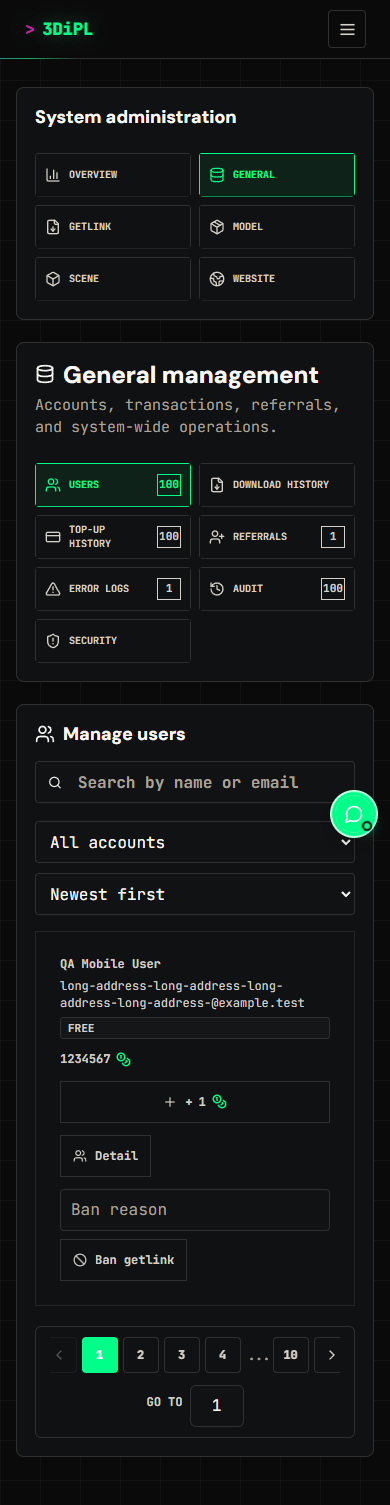 > 3DiPL
System administration
OVERVIEW
GENERAL
GETLINK
MODEL
SCENE
WEBSITE
General management
Accounts, transactions, referrals,
and system-wide operations.
USERS 100
DOWNLOAD HISTORY
TOP-UP
HISTORY 100
REFERRALS 1
ERROR LOGS 1
AUDIT 100
SECURITY
Manage users
Search by name or email
All accounts
Newest first
QA Mobile User
long-address-long-address-long-
address-long-address-@example.test
FREE
1234567
+ + 1
Detail
Ban reason
Ban getlink
< 1 2 3 4 ... 10 >
GO TO 1